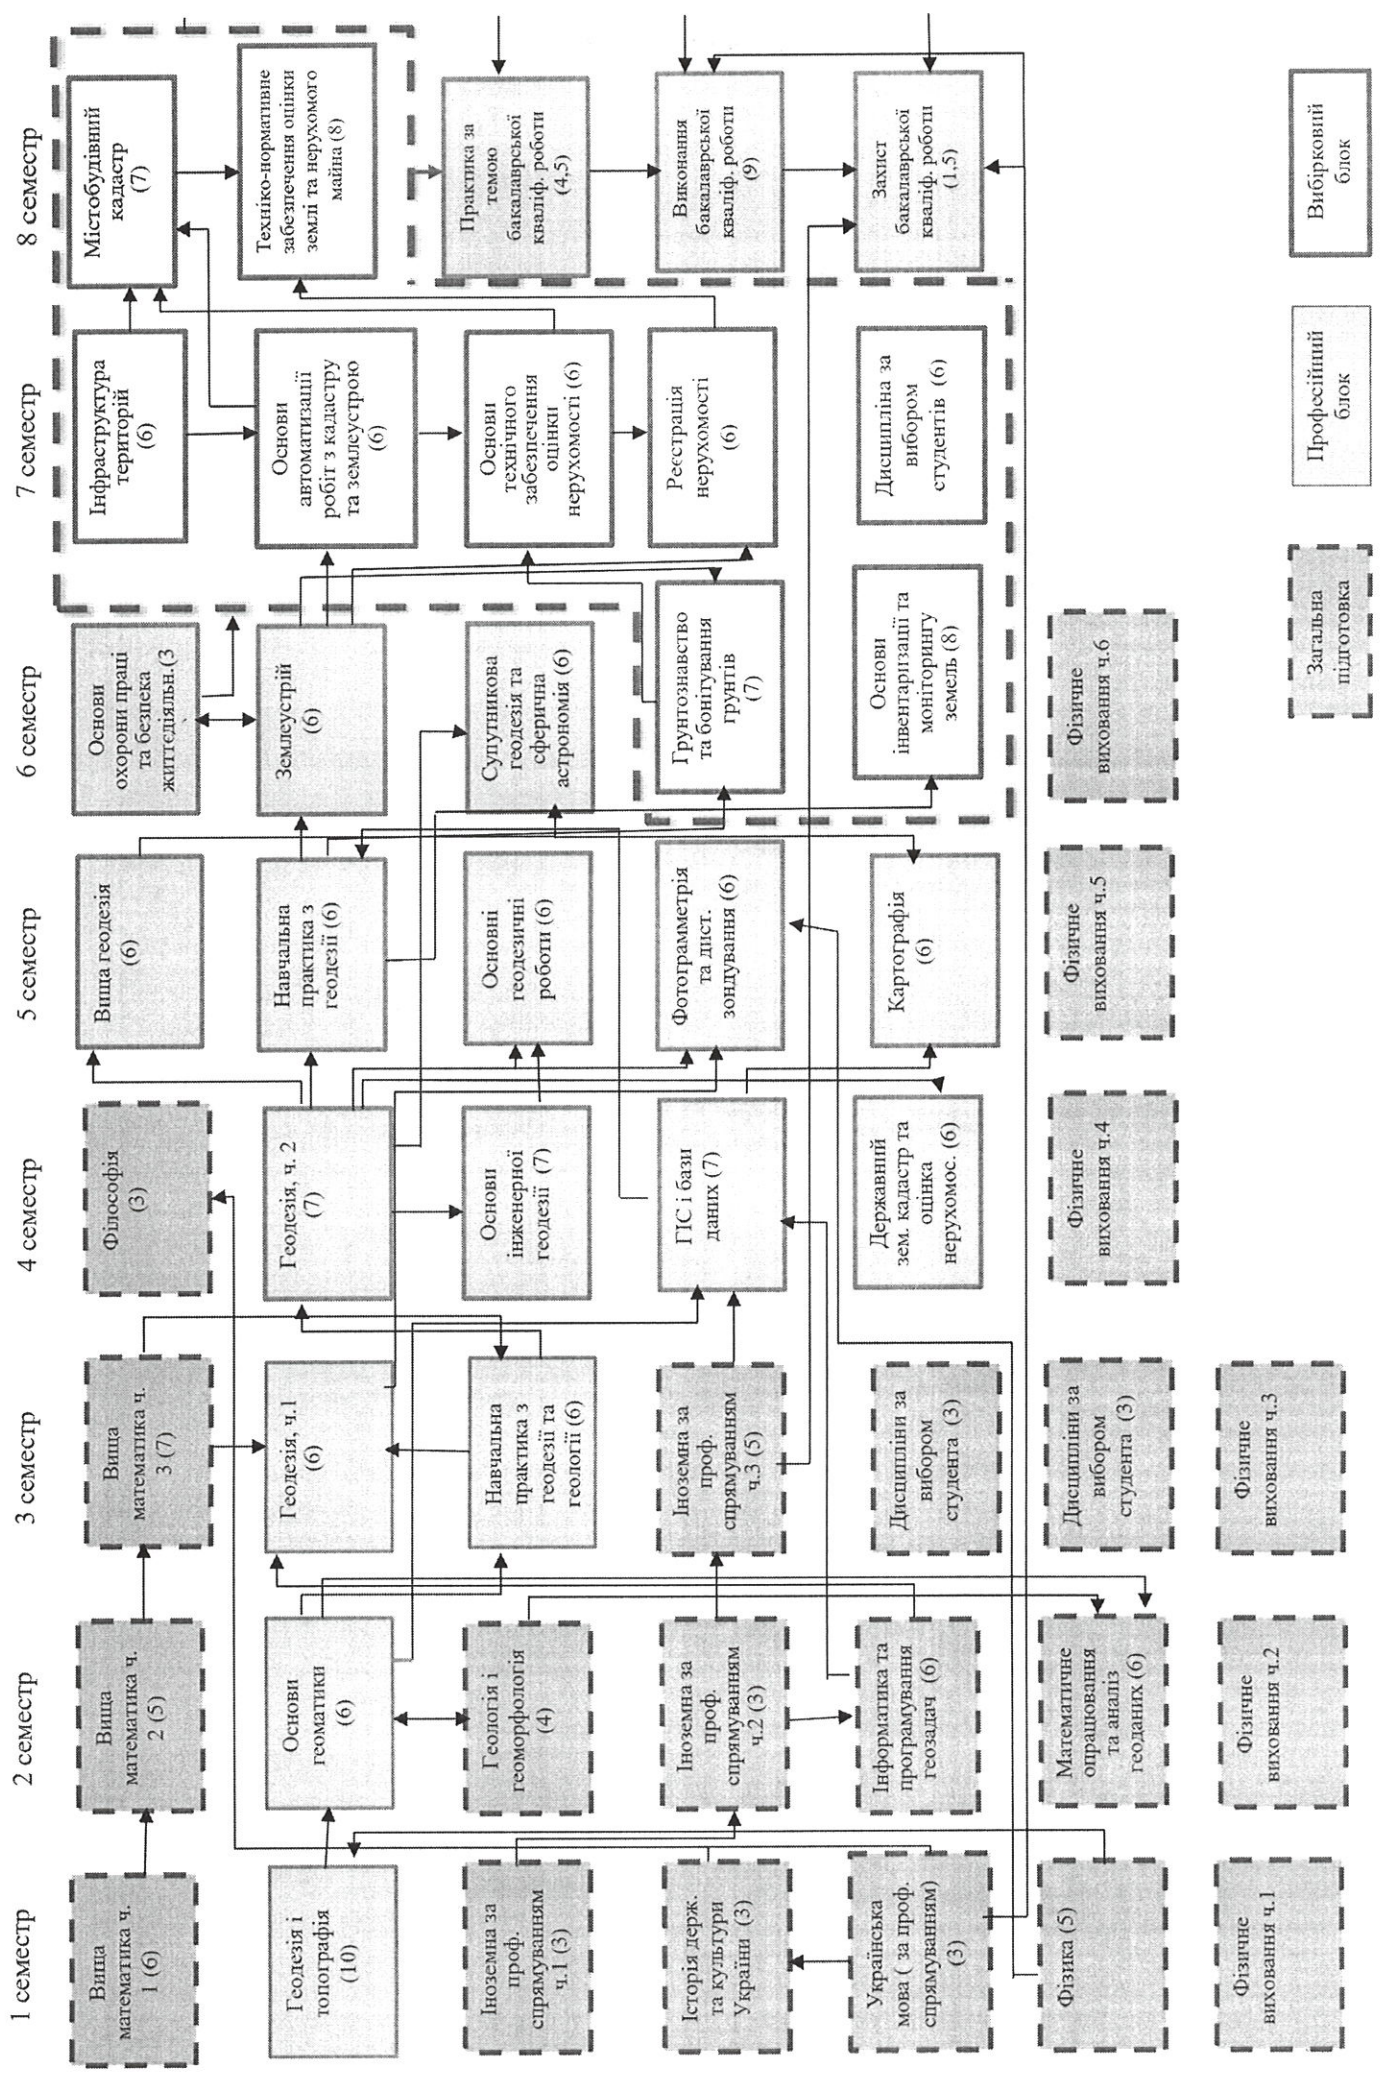 1 семестр
Вища
математика ч.
1 (6)
Геодезія і
топографія
(10)
Іноземна за
проф.
спрямуванням
ч.1 (3)
Історія держ.
та культури
України (3)
Українська
мова ( за проф.
спрямуванням)
(3)
Фізика (5)
Фізичне
виховання ч.1
2 семестр
Вища
математика ч.
2 (5)
Основи
геоматики
(6)
Геологія і
геоморфологія
(4)
Іноземна за
проф.
спрямуванням
ч.2 (3)
Інформатика та
програмування
геозадач (6)
Математичне
опрацювання
та аналіз
геоданих (6)
Фізичне
виховання ч.2
3 семестр
Вища
математика ч.
3 (7)
Геодезія, ч.1
(6)
Навчальна
практика з
геодезії та
геології (6)
Іноземна за
проф.
спрямуванням
ч.3 (5)
Дисципліни за
вибором
студента (3)
Дисципліни за
вибором
студента (3)
Фізичне
виховання ч.3
4 семестр
Філософія
(3)
Геодезія, ч. 2
(7)
Основи
інженерної
геодезії (7)
ГІС і бази
даних (7)
Державний
зем. кадастр та
оцінка
нерухомос. (6)
Фізичне
виховання ч.4
5 семестр
Вища геодезія
(6)
Навчальна
практика з
геодезії (6)
Основні
геодезичні
роботи (6)
Фотограмметрія
та дист.
зондування (6)
Картографія
(6)
Фізичне
виховання ч.5
6 семестр
Основи
охорони праці
та безпека
життєдіяльн.(3
Землеустрій
(6)
Супутникова
геодезія та
сферична
астрономія (6)
Грунтознавство
та бонітування
ґрунтів
(7)
Основи
інвентаризації та
моніторингу
земель (8)
Фізичне
виховання ч.6
7 семестр
Інфраструктура
територій
(6)
Основи
автоматизації
робіт з кадастру
та землеустрою
(6)
Основи
технічного
забезпечення
оцінки
нерухомості (6)
Реєстрація
нерухомості
(6)
Дисципліна за
вибором
студентів (6)
8 семестр
Містобудівний
кадастр
(7)
Техніко-нормативне
забезпечення оцінки
землі та нерухомого
майна (8)
Практика за
темою
бакалаврської
кваліф. роботи
(4,5)
Виконання
бакалаврської
кваліф. роботи
(9)
Захист
бакалаврської
кваліф. роботи
(1,5)
Загальна
підготовка
Професійний
блок
Вибірковий
блок